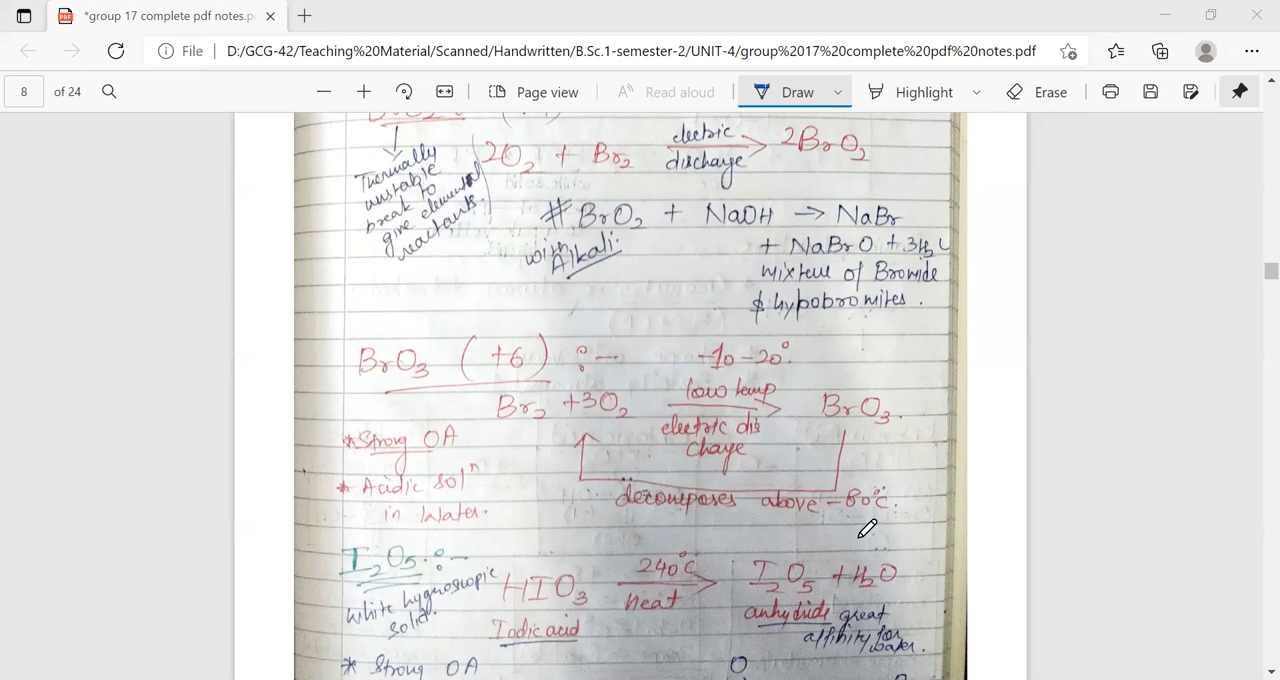 *group 17 complete pdf notes.p
File
D:/GCG-42/Teaching%20Material/Scanned/Handwritten/B.Sc.1-semester-2/UNIT-4/group%2017%20complete%20pdf%20notes.pdf
8 of 24
Page view
Read aloud
Draw
Highlight
Erase
Thermally
unstable
break to
give elemental
reactants.
2O2 + Br2 electric discharge → 2BrO2
# BrO2 + NaOH → NaBr
with Alkali.
+ NaBrO + 3H2
mixture of Bromide
& hypobromites.
BrO3 (+6) :-
-10-20°
Br2 + 3O2 low temp electric dis charge → BrO3.
* Strong OA
* Acidic soln
in Water.
decomposes above -80°C.
I2O5 :-
White hygroscopic
solid.
HIO3 240°C Heat → I2O5 + H2O
Iodic acid
anhydride great
affinity for
water.
* Strong OA
O